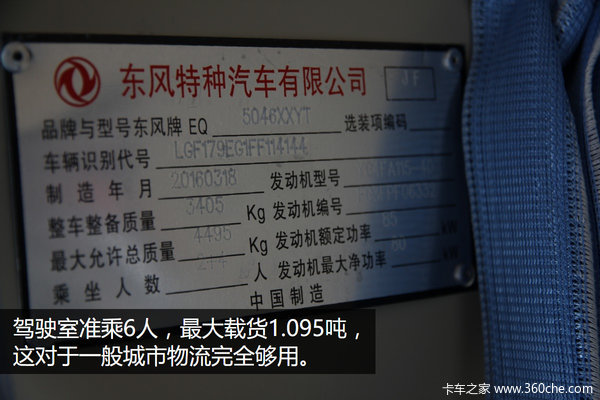 东风特种汽车有限公司
品牌与型号东风牌 EQ 5046XXYT 选装项编码
车辆识别代号 LGF179EG1FF114144
制造年月 20160318 发动机型号
整车整备质量 3405 Kg 发动机编号
最大允许总质量 4495 Kg 发动机额定功率 85 kW
乘坐人数 人 发动机最大净功率 80 kW
中国制造
驾驶室准乘6人，最大载货1.095吨，
这对于一般城市物流完全够用。
卡车之家 www.360che.com